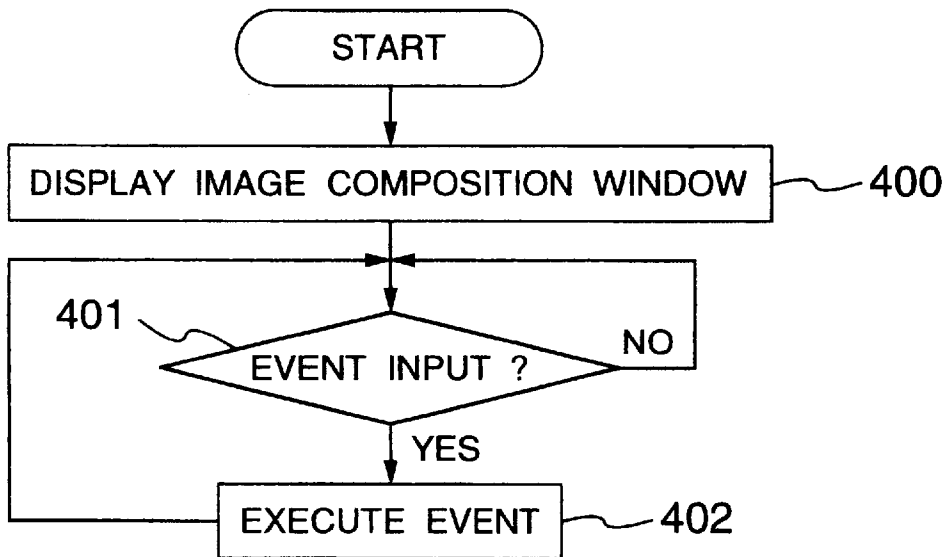 START
DISPLAY IMAGE COMPOSITION WINDOW
400
401
EVENT INPUT ?
NO
YES
EXECUTE EVENT
402